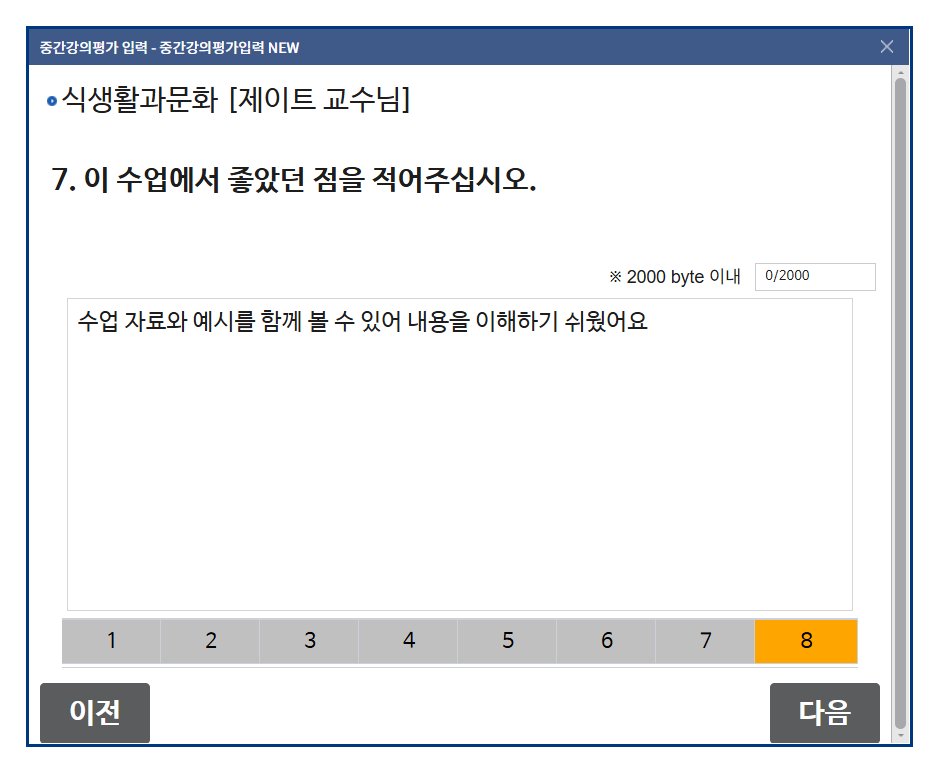 중간강의평가 입력 - 중간강의평가입력 NEW
식생활과문화 [제이트 교수님]
7. 이 수업에서 좋았던 점을 적어주십시오.
※ 2000 byte 이내 0/2000
수업 자료와 예시를 함께 볼 수 있어 내용을 이해하기 쉬웠어요
1 2 3 4 5 6 7 8
이전 다음